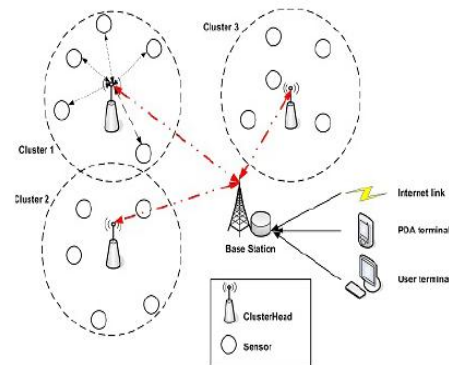 Cluster 3
Cluster 1
Cluster 2
Internet link
PDA terminal
Base Station
User terminal
ClusterHead
Sensor